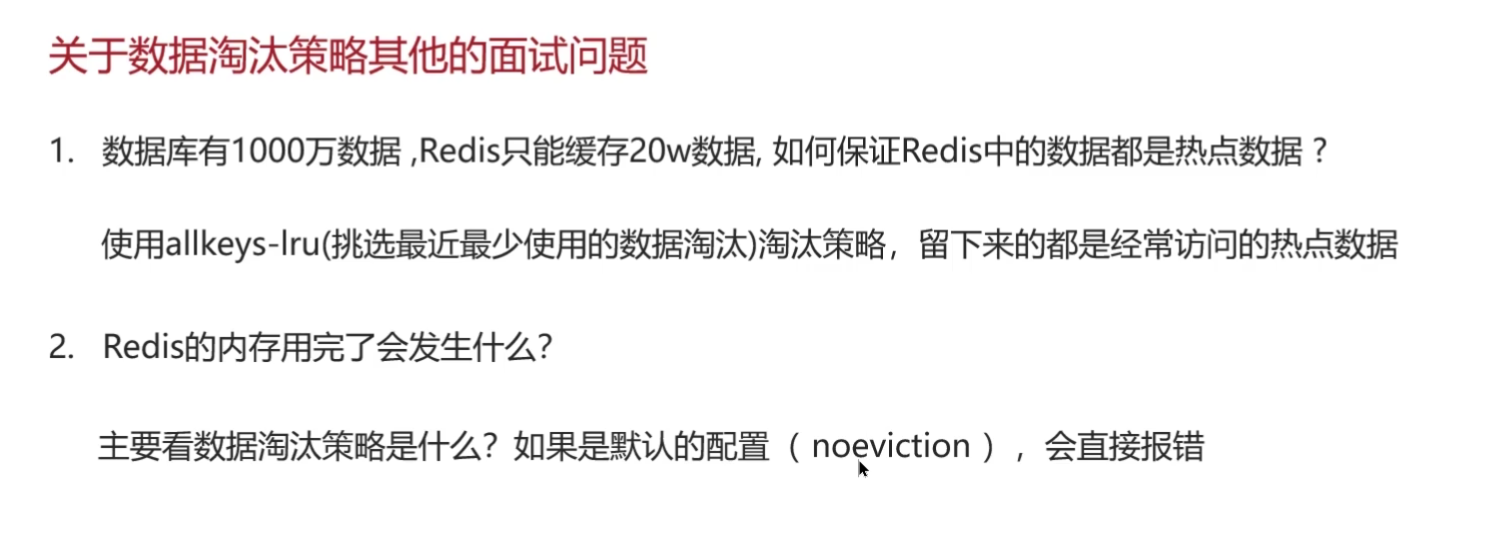 关于数据淘汰策略其他的面试问题
1. 数据库有1000万数据 ,Redis只能缓存20w数据, 如何保证Redis中的数据都是热点数据 ?
使用allkeys-lru(挑选最近最少使用的数据淘汰)淘汰策略，留下来的都是经常访问的热点数据
2. Redis的内存用完了会发生什么？
主要看数据淘汰策略是什么？如果是默认的配置（ noeviction ），会直接报错